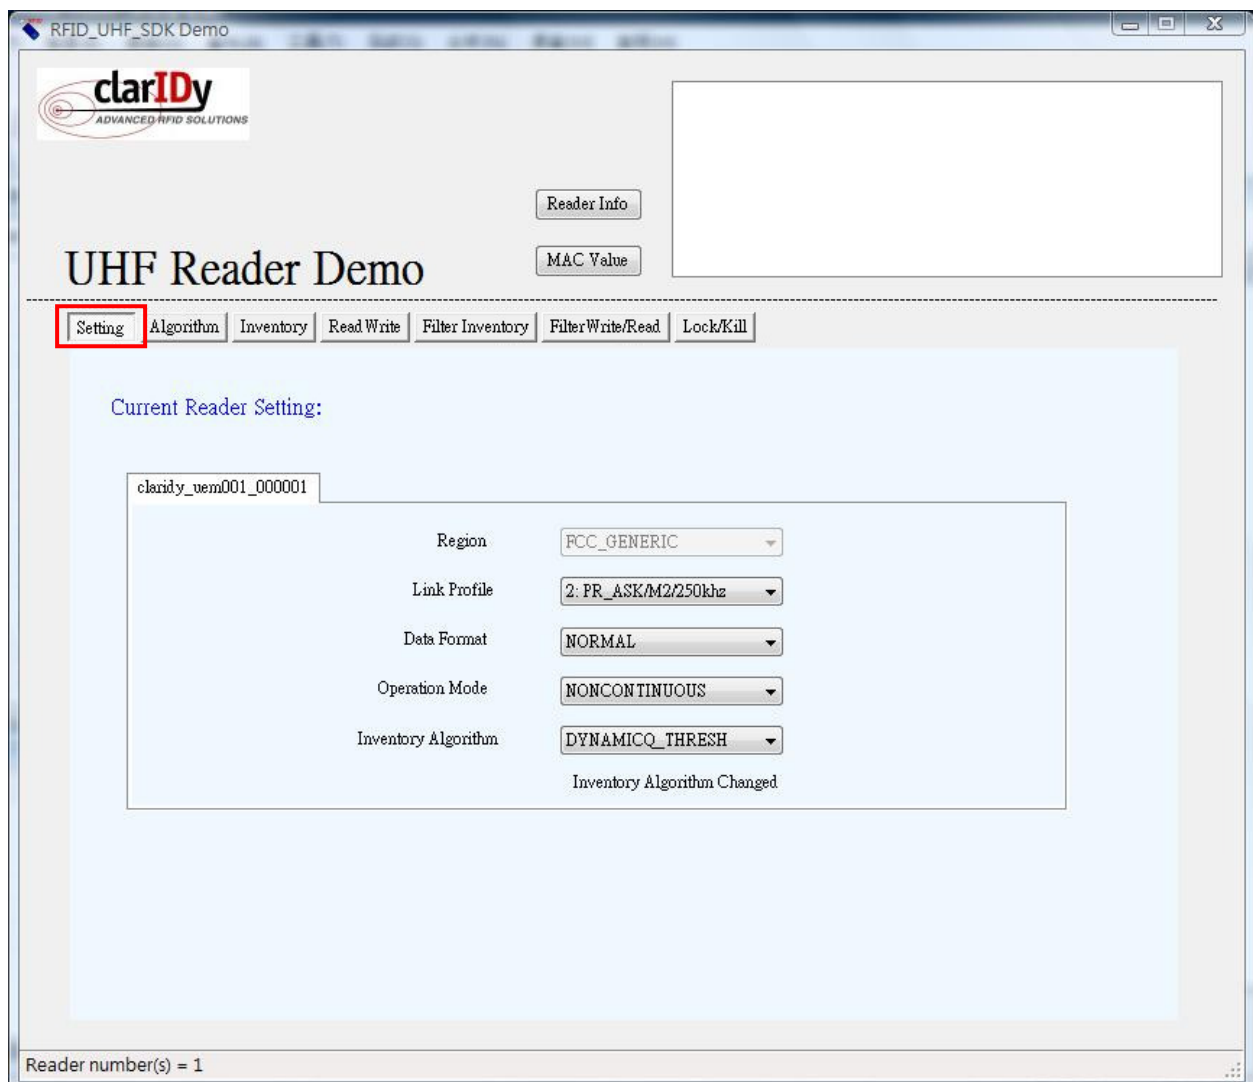 RFID_UHF_SDK Demo
clarIDy
ADVANCED RFID SOLUTIONS
Reader Info
UHF Reader Demo
MAC Value
Setting Algorithm Inventory Read Write Filter Inventory FilterWrite/Read Lock/Kill
Current Reader Setting:
claridy_uem001_000001
Region FCC_GENERIC
Link Profile 2: PR_ASK/M2/250khz
Data Format NORMAL
Operation Mode NONCONTINUOUS
Inventory Algorithm DYNAMICQ_THRESH
Inventory Algorithm Changed
Reader number(s) = 1